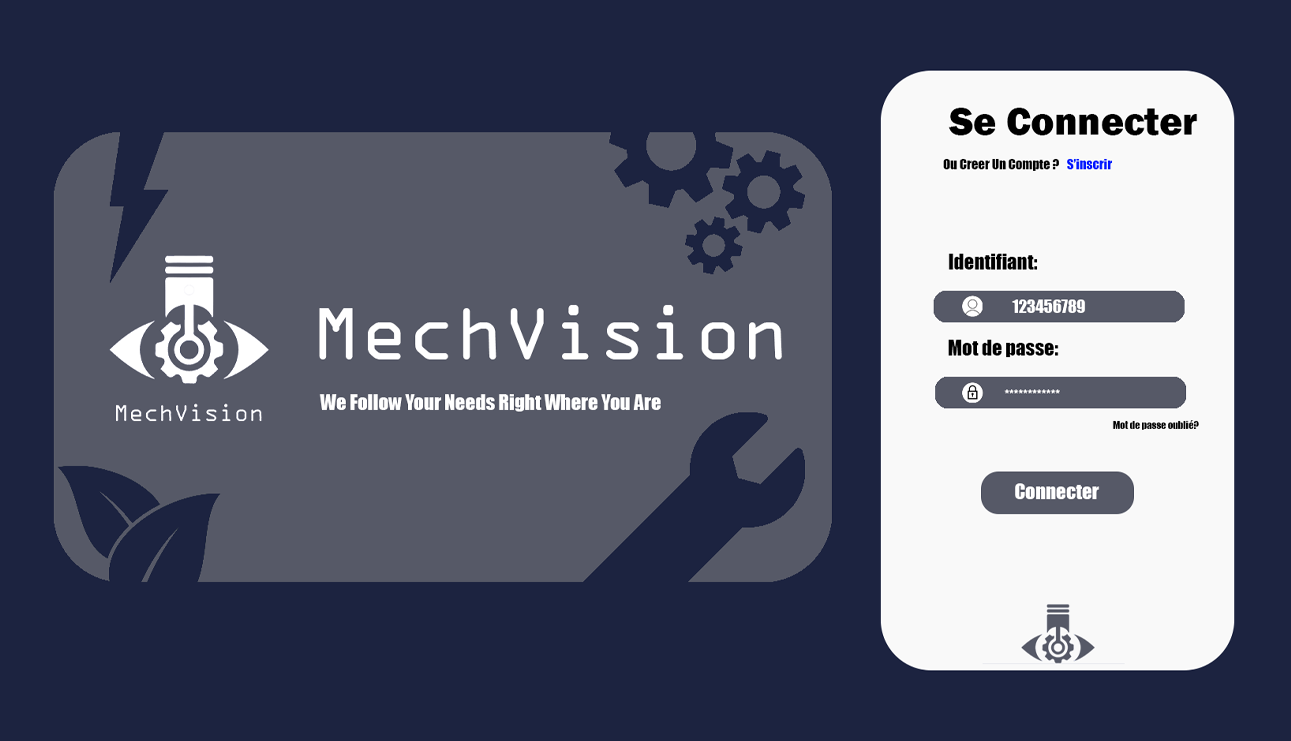 MechVision
We Follow Your Needs Right Where You Are
MechVision
Se Connecter
Ou Creer Un Compte ? S'inscrir
Identifiant:
123456789
Mot de passe:
************
Mot de passe oublié?
Connecter